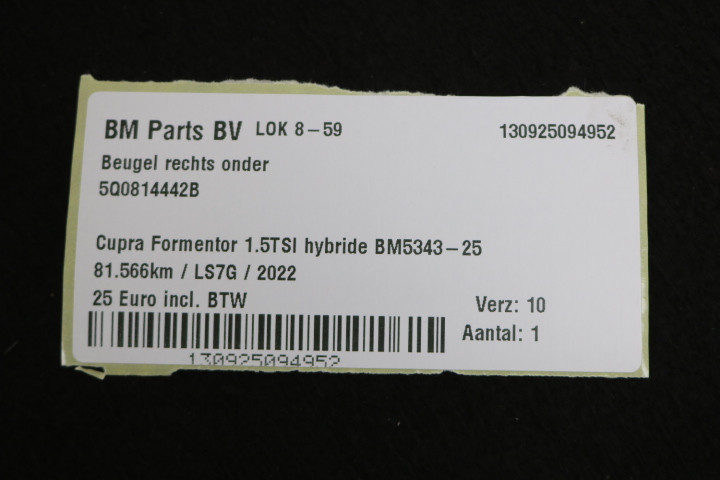 BM Parts BV LOK 8-59 130925094952
Beugel rechts onder
5Q0814442B
Cupra Formentor 1.5TSI hybride BM5343-25
81.566km / LS7G / 2022
25 Euro incl. BTW Verz: 10
Aantal: 1
130925094952